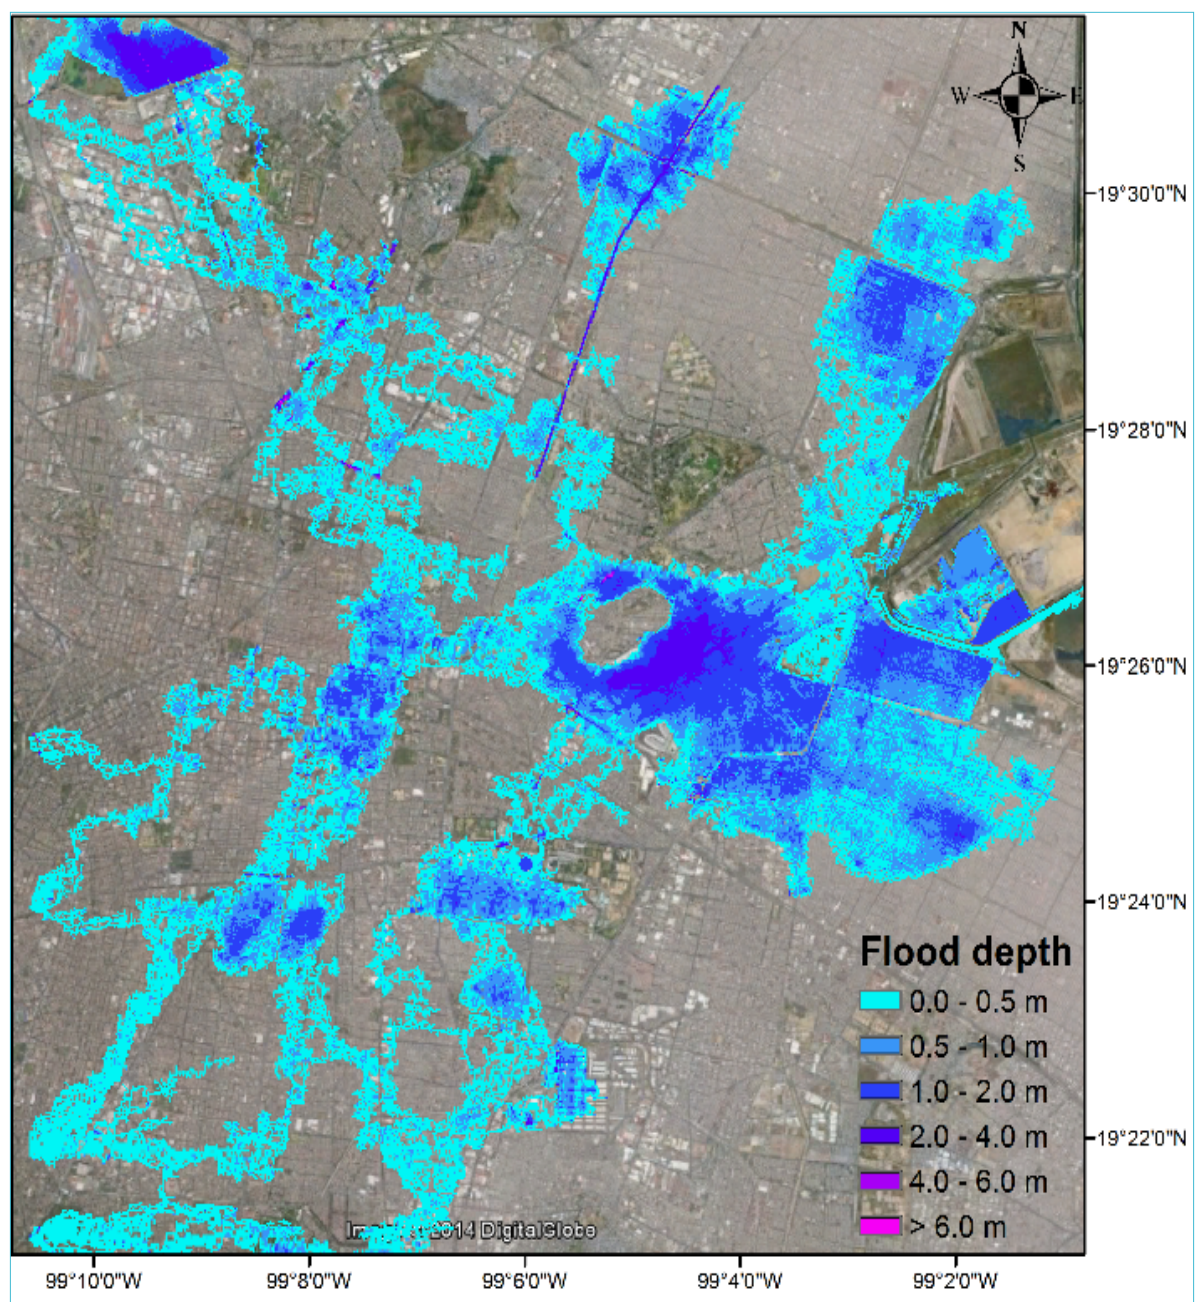 N
W E
S
19°30'0"N
19°28'0"N
19°26'0"N
19°24'0"N
Flood depth
0.0 - 0.5 m
0.5 - 1.0 m
1.0 - 2.0 m
2.0 - 4.0 m
19°22'0"N
4.0 - 6.0 m
> 6.0 m
2014 DigitalGlobe
99°10'0"W 99°8'0"W 99°6'0"W 99°4'0"W 99°2'0"W